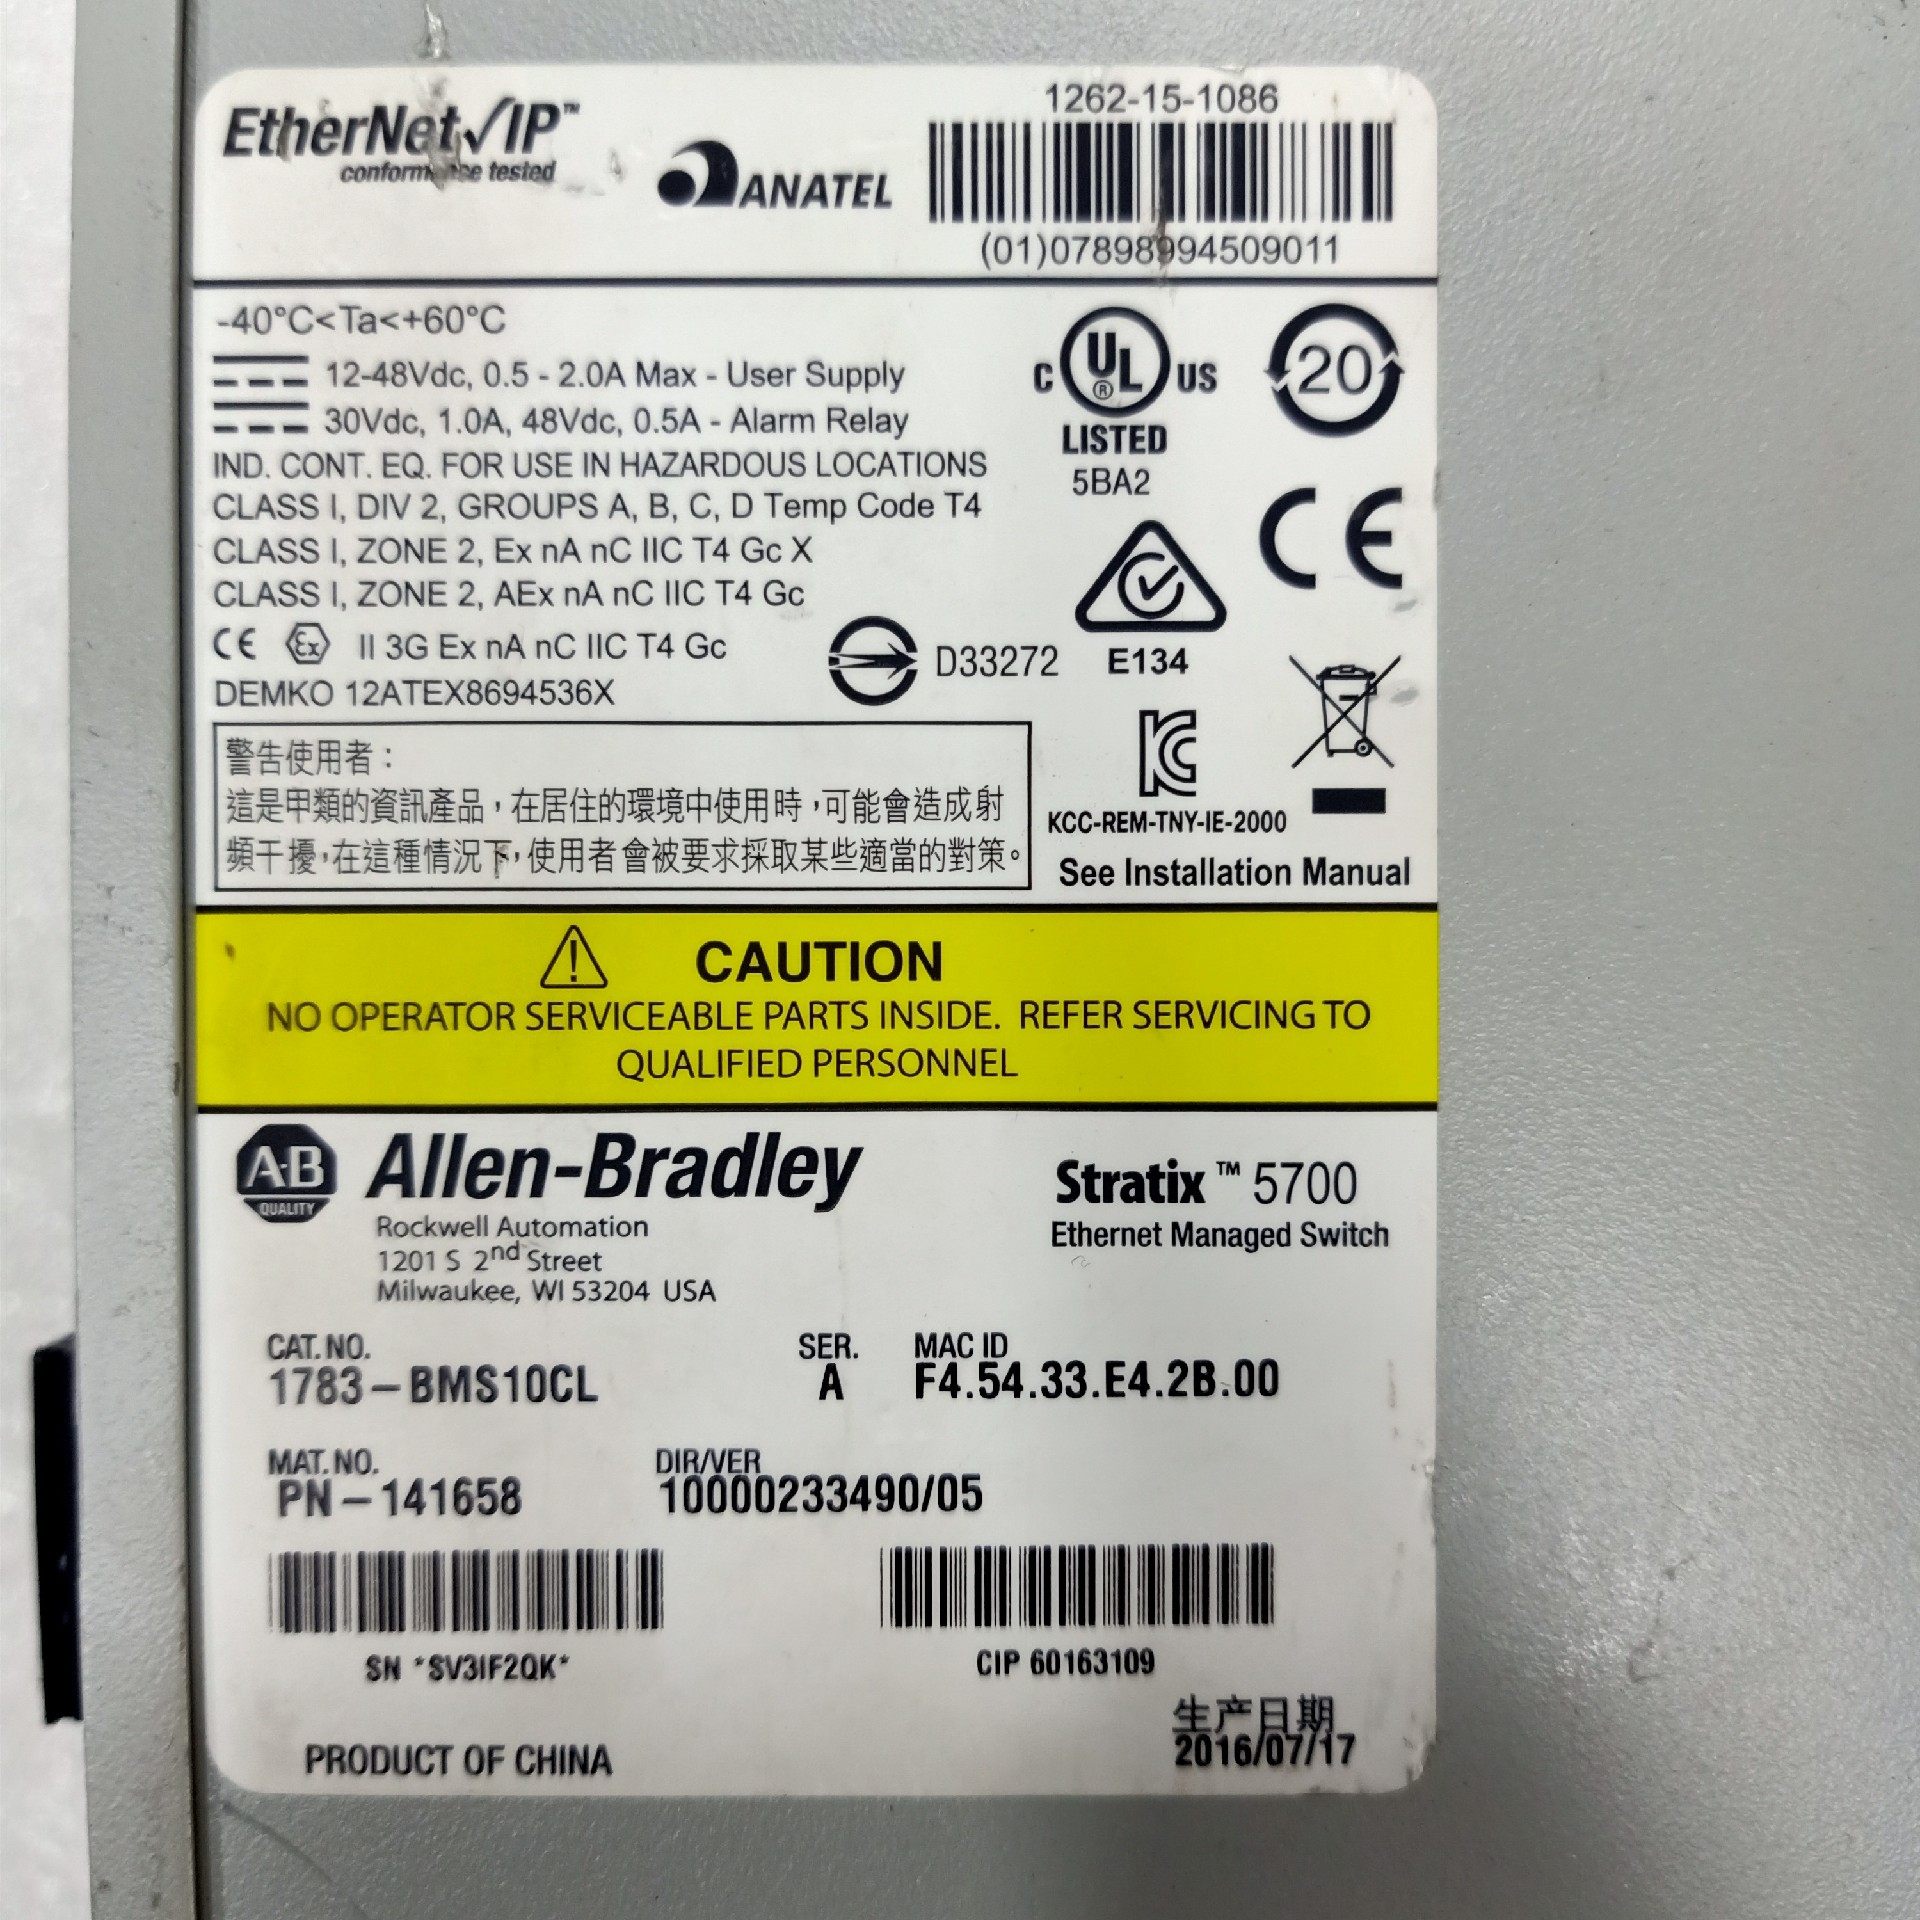 EtherNet/IP™
conformance tested
ANATEL
1262-15-1086
(01)07898994509011
-40°C<Ta<+60°C
12-48Vdc, 0.5 - 2.0A Max - User Supply
30Vdc, 1.0A, 48Vdc, 0.5A - Alarm Relay
IND. CONT. EQ. FOR USE IN HAZARDOUS LOCATIONS
CLASS I, DIV 2, GROUPS A, B, C, D Temp Code T4
CLASS I, ZONE 2, Ex nA nC IIC T4 Gc X
CLASS I, ZONE 2, AEx nA nC IIC T4 Gc
CE Ex II 3G Ex nA nC IIC T4 Gc
DEMKO 12ATEX8694536X
D33272
C UL® US
LISTED
5BA2
20
CE
E134
KC
KCC-REM-TNY-IE-2000
See Installation Manual
警告使用者：
這是甲類的資訊產品，在居住的環境中使用時，可能會造成射
頻干擾，在這種情況下，使用者會被要求採取某些適當的對策。
CAUTION
NO OPERATOR SERVICEABLE PARTS INSIDE. REFER SERVICING TO
QUALIFIED PERSONNEL
A-B
QUALITY
Allen-Bradley
Rockwell Automation
1201 S 2nd Street
Milwaukee, WI 53204 USA
Stratix™ 5700
Ethernet Managed Switch
CAT. NO. SER. MAC ID
1783-BMS10CL A F4.54.33.E4.2B.00
MAT. NO. DIR/VER
PN-141658 10000233490/05
SN *SV3IF2QK* CIP 60163109
生产日期
2016/07/17
PRODUCT OF CHINA